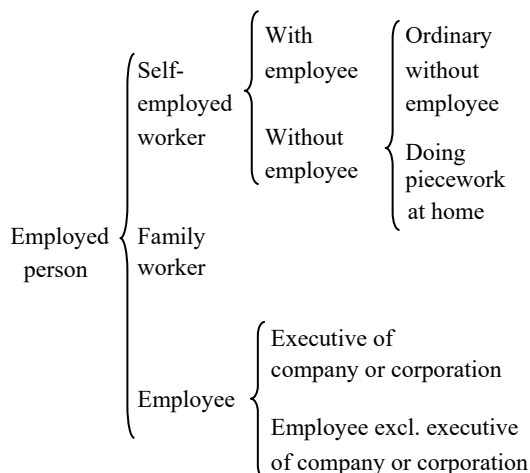 With
employee
Ordinary
without
employee
Self-
employed
worker
Without
employee
Doing
piecework
at home
Employed
person
Family
worker
Executive of
company or corporation
Employee
Employee excl. executive
of company or corporation